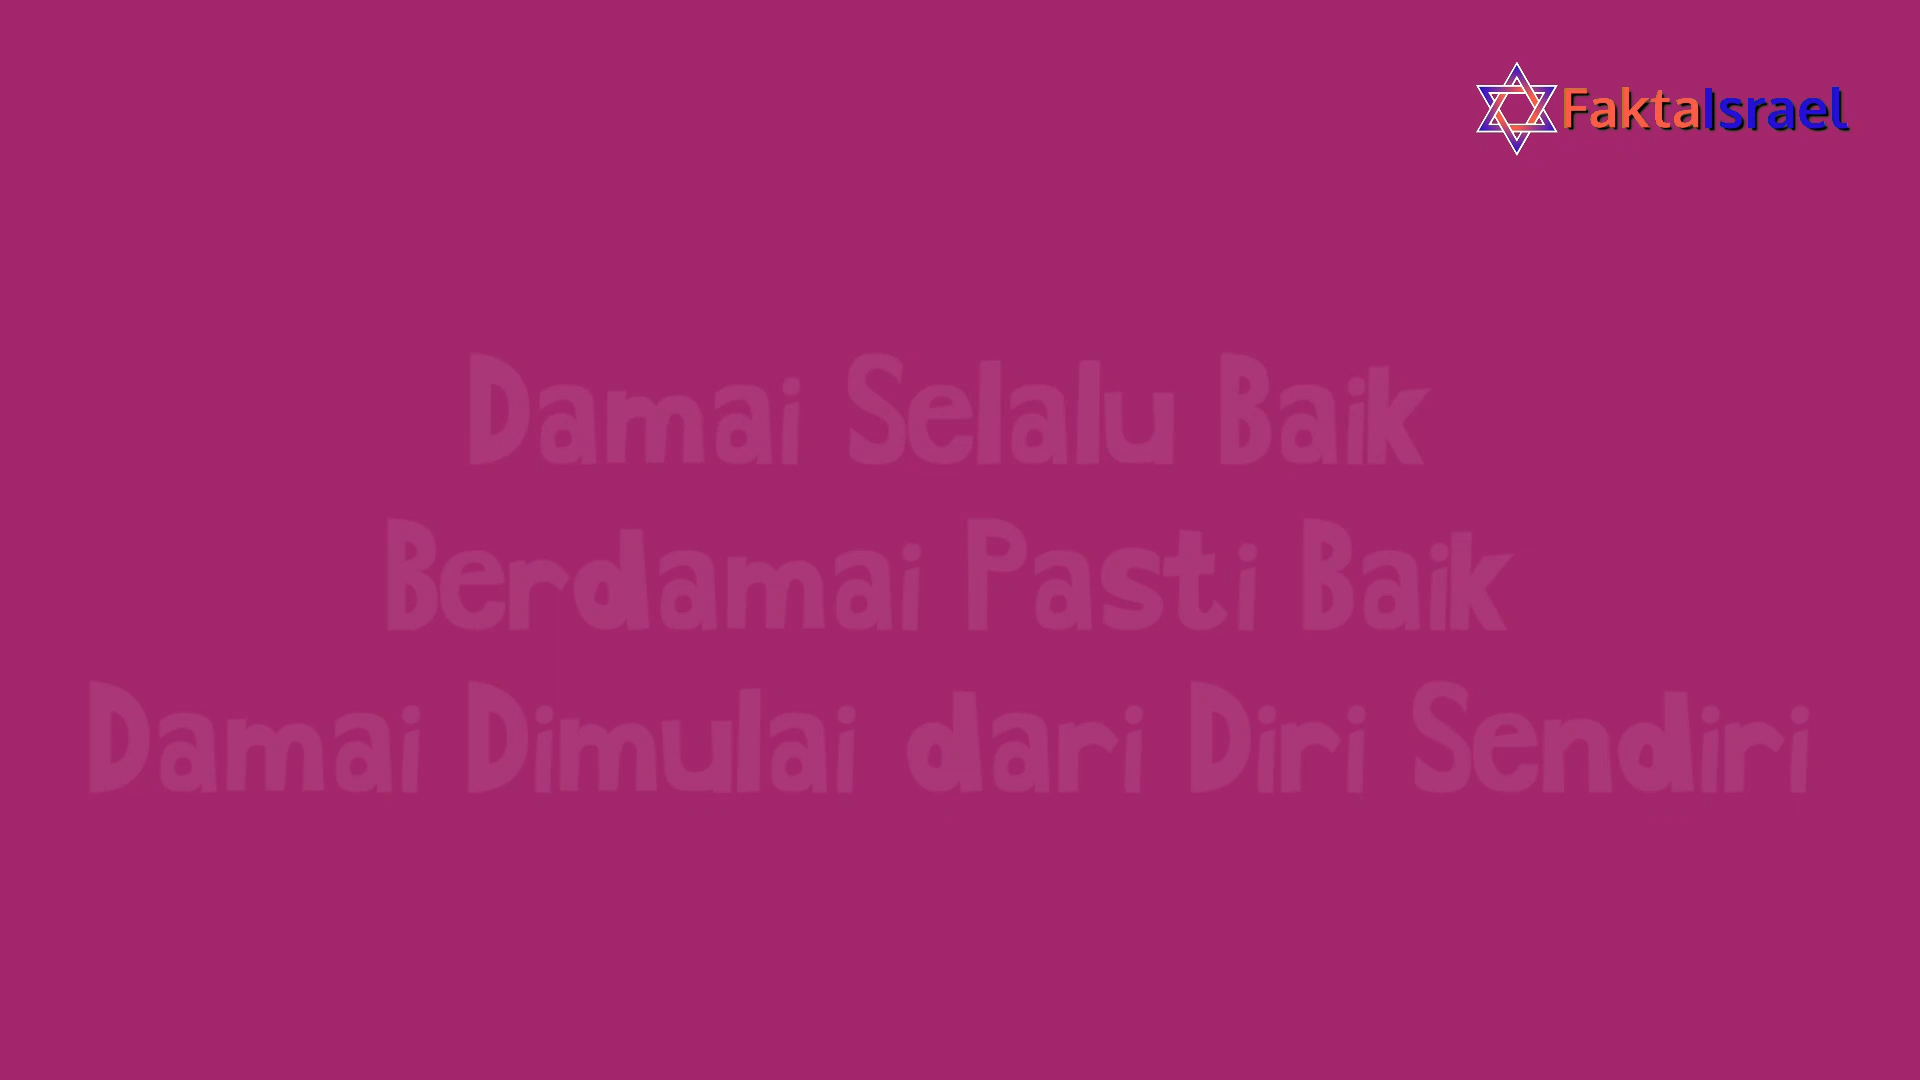 FaktaIsrael
Damai Selalu Baik
Berdamai Pasti Baik
Damai Dimulai dari Diri Sendiri